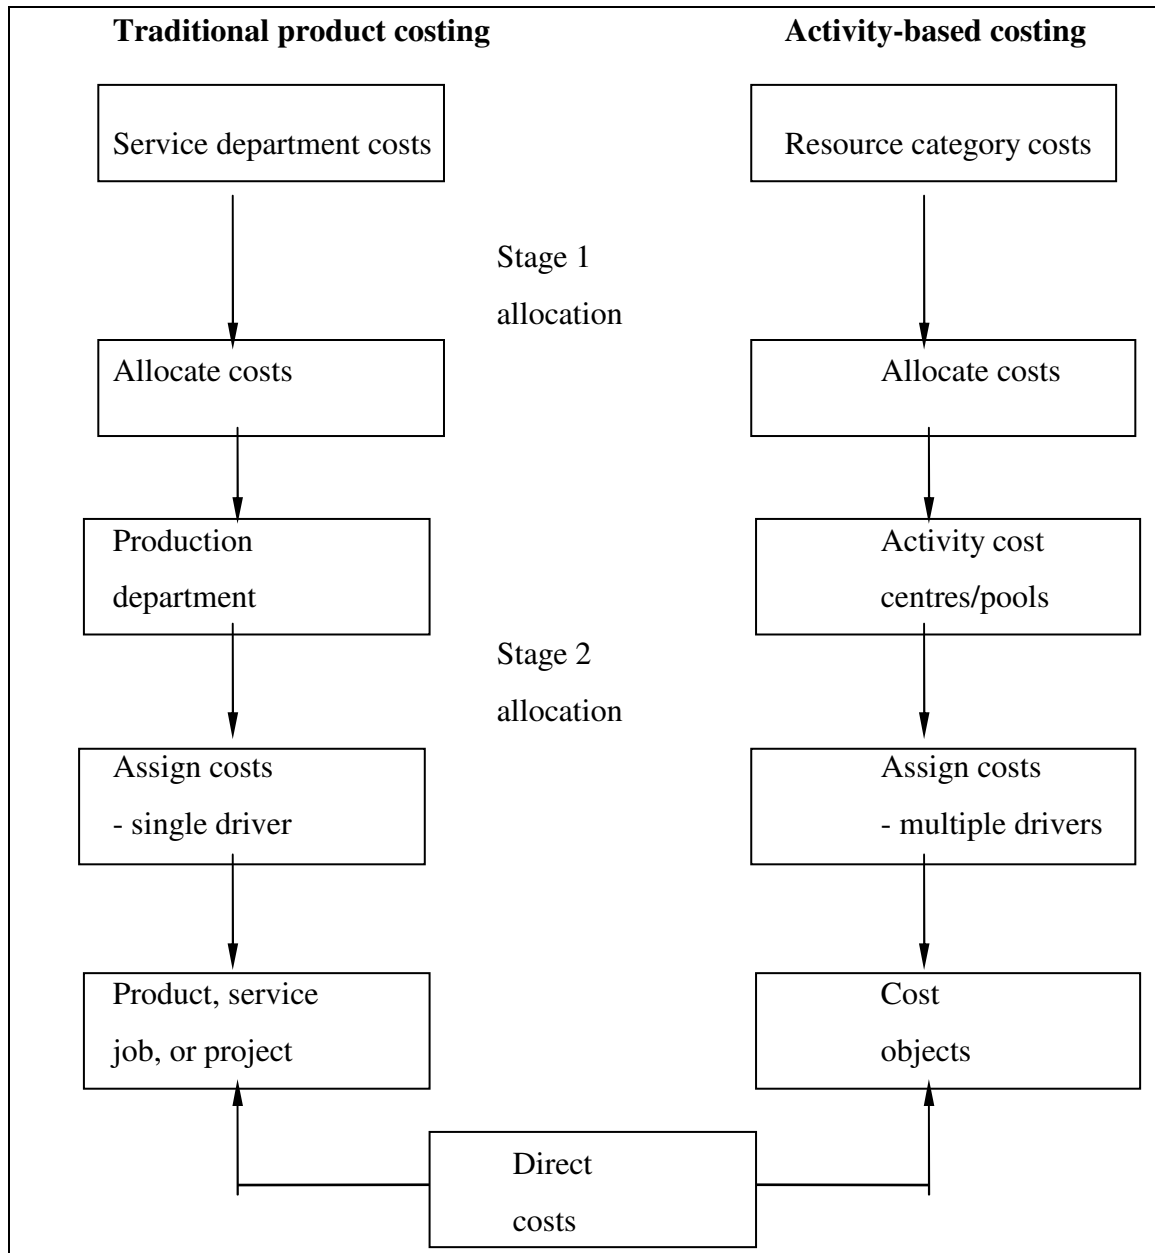 Traditional product costing
Activity-based costing
Service department costs
Resource category costs
Stage 1
allocation
Allocate costs
Allocate costs
Production
department
Activity cost
centres/pools
Stage 2
allocation
Assign costs
- single driver
Assign costs
- multiple drivers
Product, service
job, or project
Cost
objects
Direct
costs